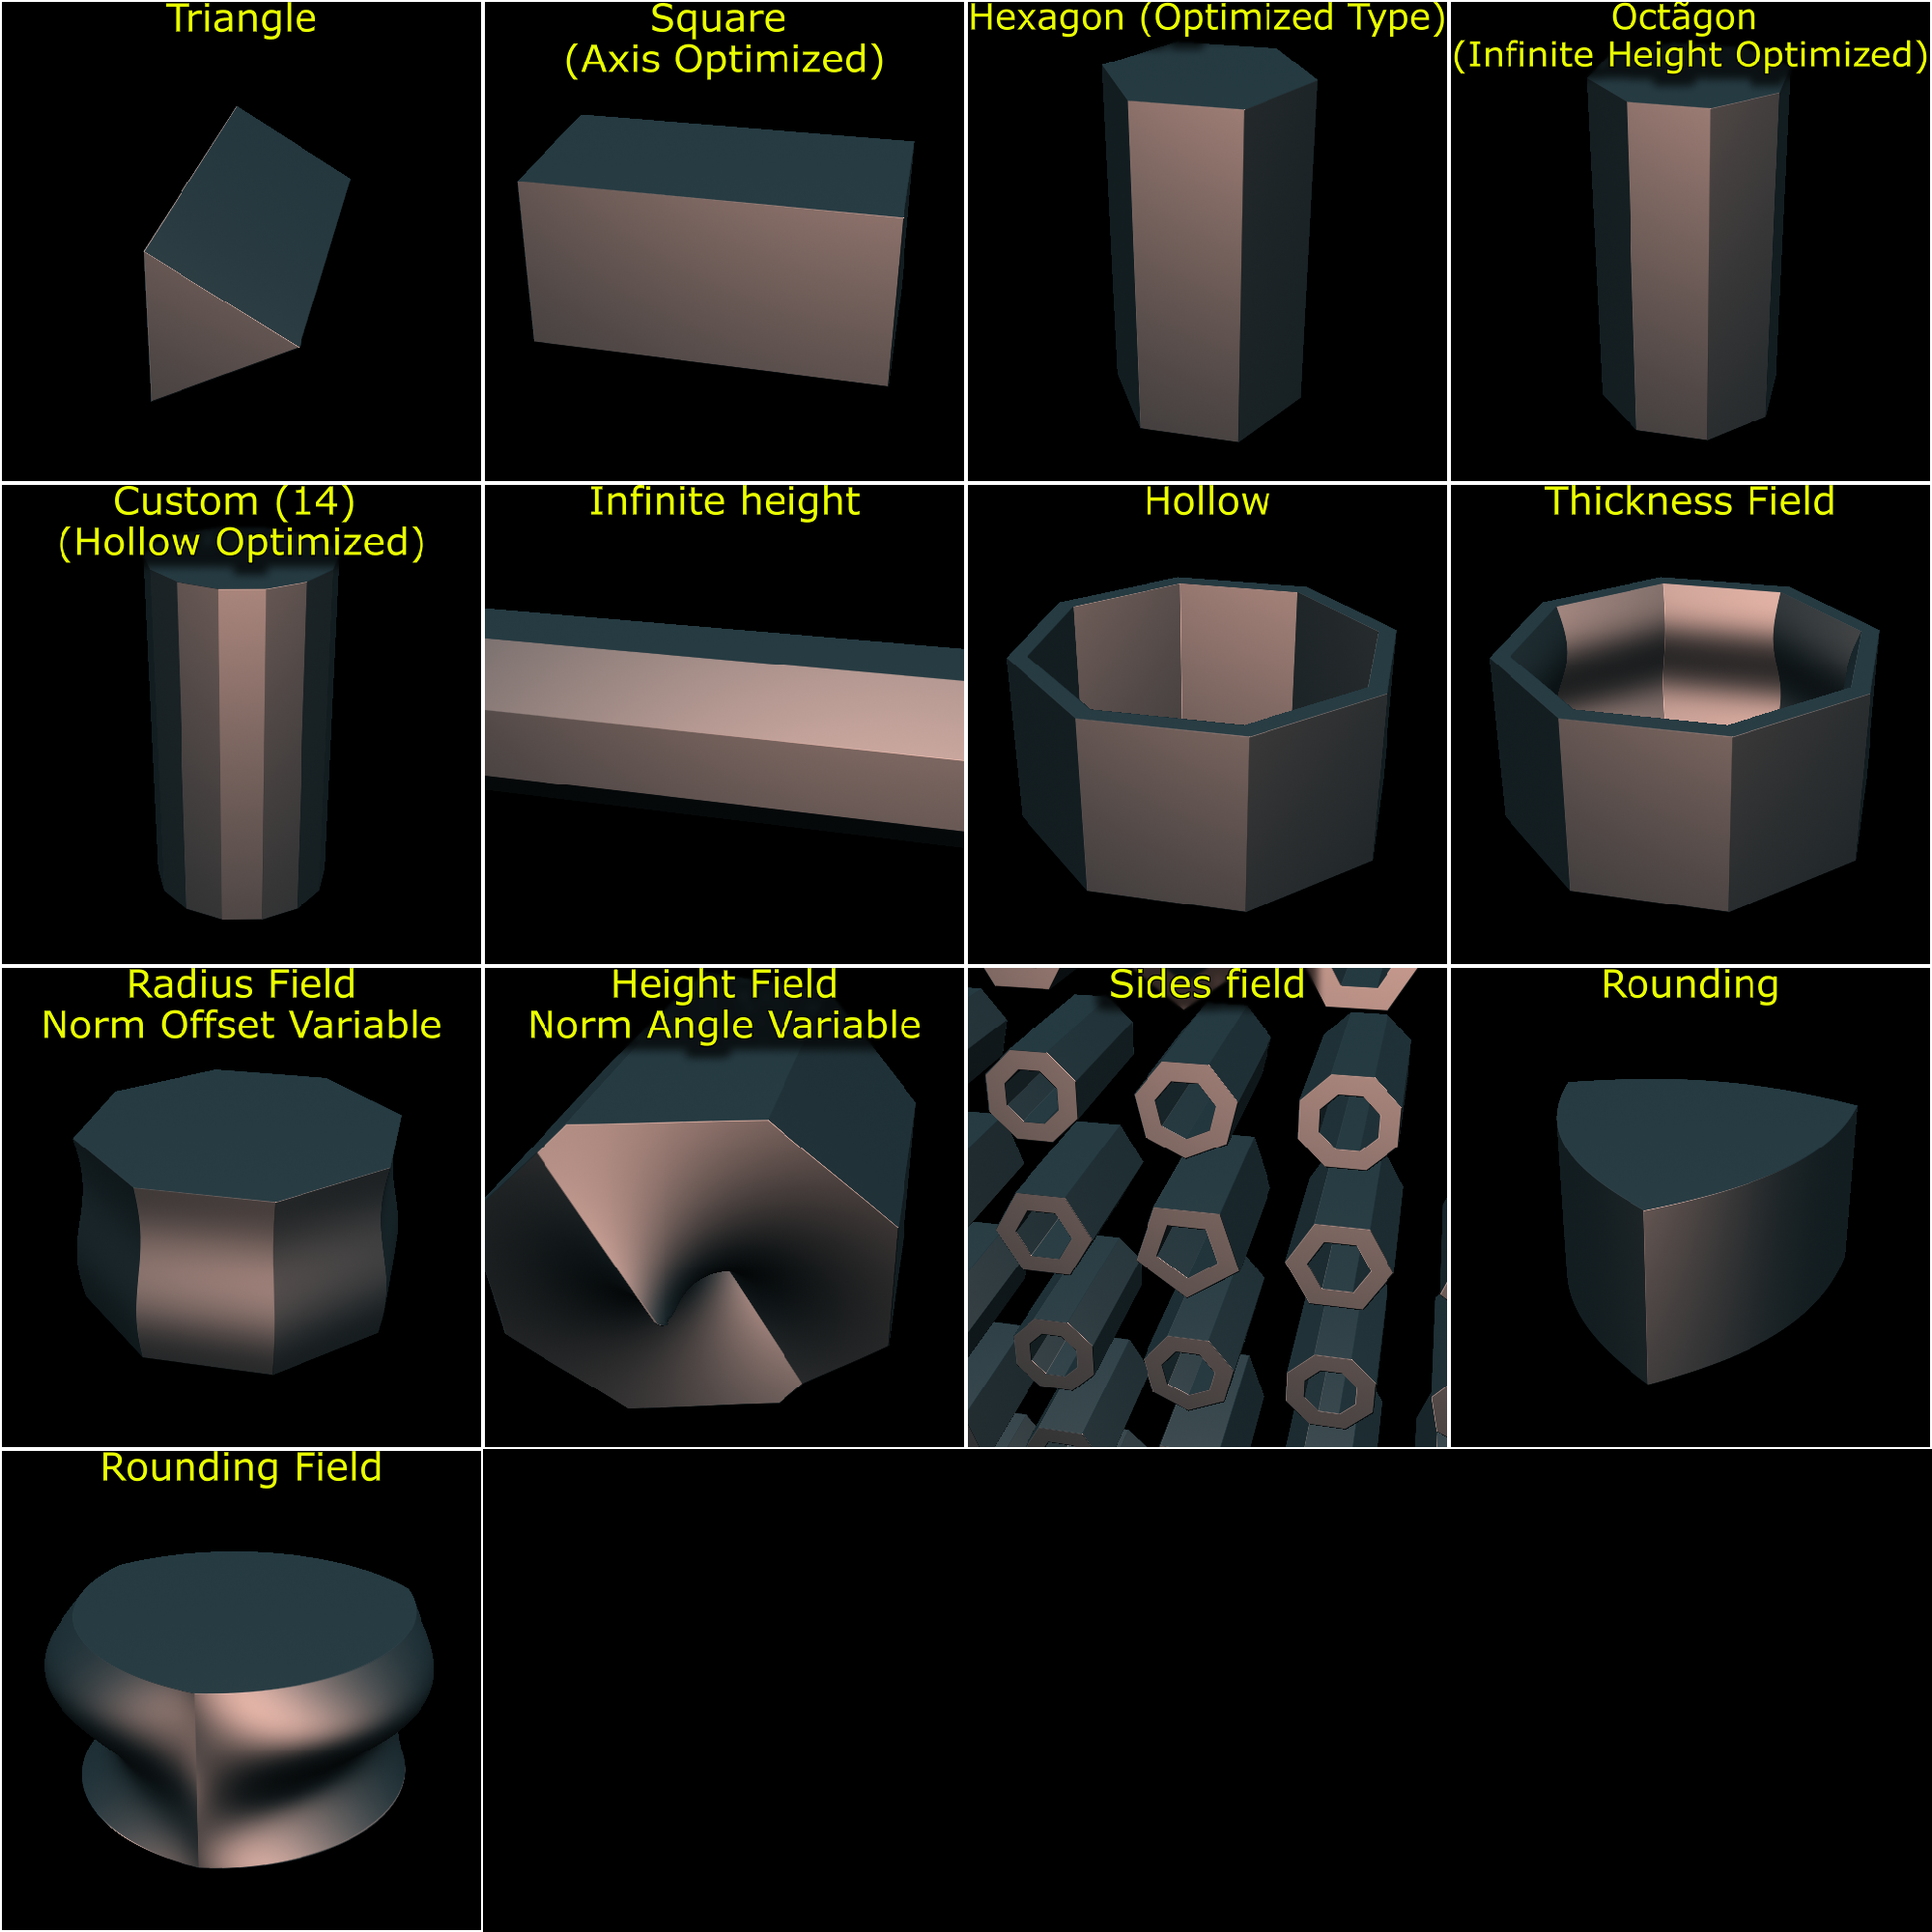 Triangle
Square
(Axis Optimized)
Hexagon (Optimized Type)
Octãgon
(Infinite Height Optimized)
Custom (14)
(Hollow Optimized)
Infinite height
Hollow
Thickness Field
Radius Field
Norm Offset Variable
Height Field
Norm Angle Variable
Sides field
Rounding
Rounding Field